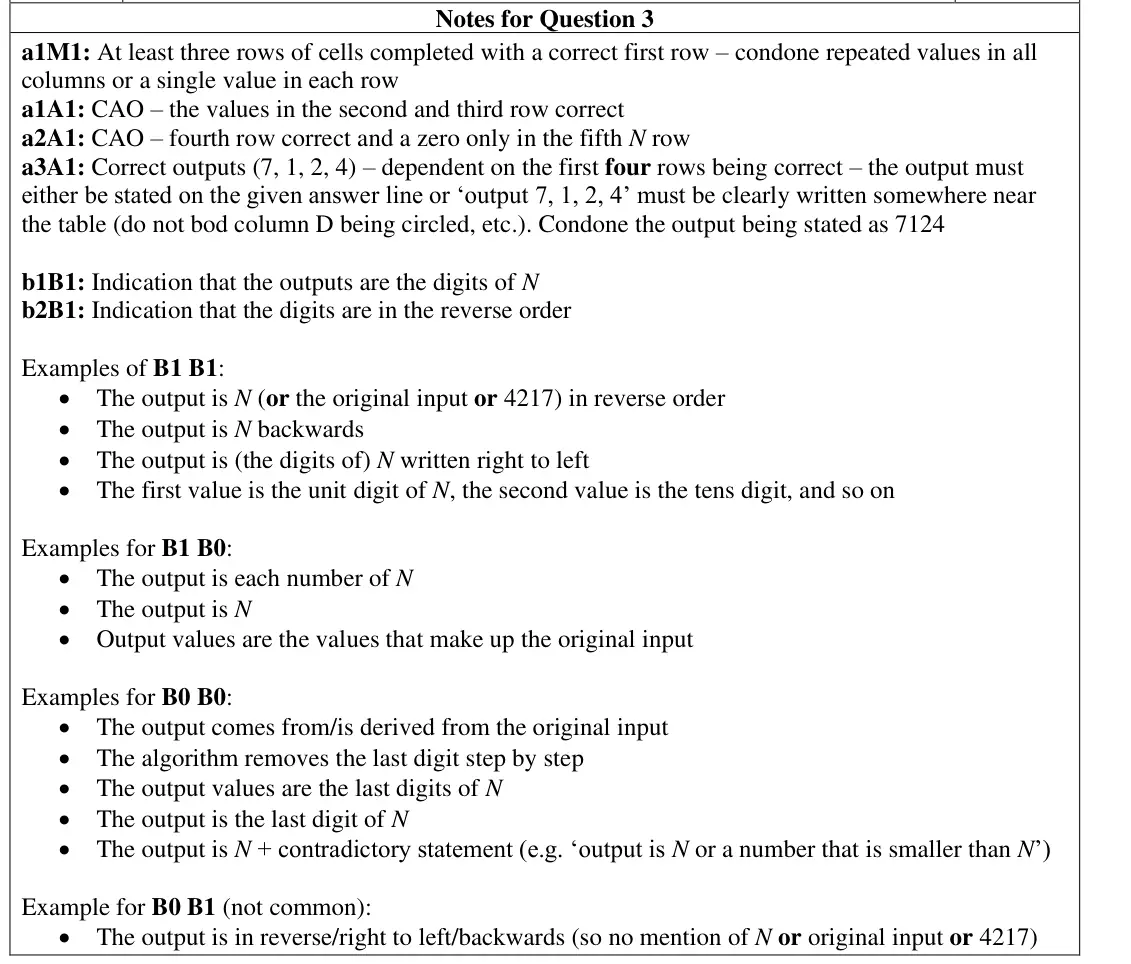 Notes for Question 3
a1M1: At least three rows of cells completed with a correct first row – condone repeated values in all
columns or a single value in each row
a1A1: CAO – the values in the second and third row correct
a2A1: CAO – fourth row correct and a zero only in the fifth N row
a3A1: Correct outputs (7, 1, 2, 4) – dependent on the first four rows being correct – the output must
either be stated on the given answer line or ‘output 7, 1, 2, 4’ must be clearly written somewhere near
the table (do not bod column D being circled, etc.). Condone the output being stated as 7124
b1B1: Indication that the outputs are the digits of N
b2B1: Indication that the digits are in the reverse order
Examples of B1 B1:
• The output is N (or the original input or 4217) in reverse order
• The output is N backwards
• The output is (the digits of) N written right to left
• The first value is the unit digit of N, the second value is the tens digit, and so on
Examples for B1 B0:
• The output is each number of N
• The output is N
• Output values are the values that make up the original input
Examples for B0 B0:
• The output comes from/is derived from the original input
• The algorithm removes the last digit step by step
• The output values are the last digits of N
• The output is the last digit of N
• The output is N + contradictory statement (e.g. ‘output is N or a number that is smaller than N’)
Example for B0 B1 (not common):
• The output is in reverse/right to left/backwards (so no mention of N or original input or 4217)